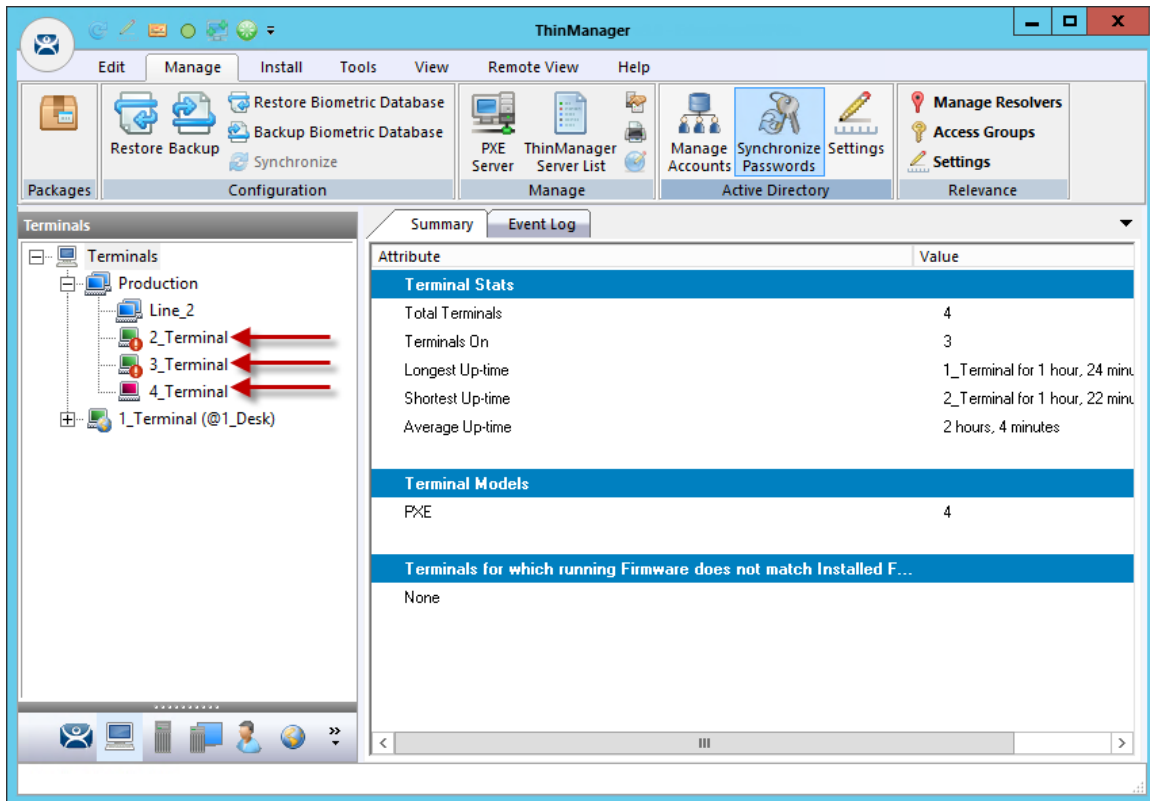 ThinManager
Edit Manage Install Tools View Remote View Help
Restore Biometric Database
Backup Biometric Database
Synchronize
Restore Backup
PXE Server
ThinManager Server List
Manage Accounts
Synchronize Passwords
Settings
Manage Resolvers
Access Groups
Settings
Packages Configuration Manage Active Directory Relevance
Terminals
Terminals
Production
Line_2
2_Terminal
3_Terminal
4_Terminal
1_Terminal (@1_Desk)
Summary Event Log
Attribute Value
Terminal Stats
Total Terminals 4
Terminals On 3
Longest Up-time 1_Terminal for 1 hour, 24 minu
Shortest Up-time 2_Terminal for 1 hour, 22 minu
Average Up-time 2 hours, 4 minutes
Terminal Models
PXE 4
Terminals for which running Firmware does not match Installed F...
None